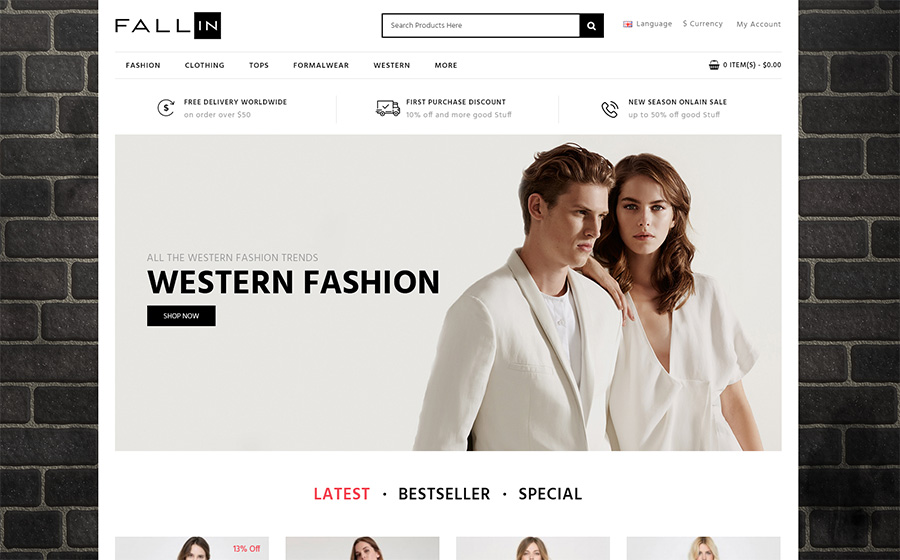 FALL IN
Search Products Here
Language
$ Currency
My Account
FASHION CLOTHING TOPS FORMALWEAR WESTERN MORE
0 ITEM(S) - $0.00
FREE DELIVERY WORLDWIDE
on order over $50
FIRST PURCHASE DISCOUNT
10% off and more good Stuff
NEW SEASON ONLAIN SALE
up to 50% off good Stuff
ALL THE WESTERN FASHION TRENDS
WESTERN FASHION
SHOP NOW
LATEST • BESTSELLER • SPECIAL
13% Off